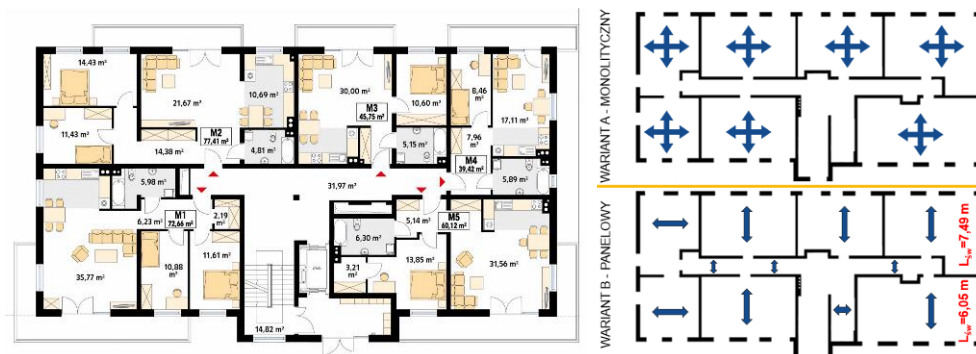 14,43 m²
21,67 m²
10,69 m²
M2
77,41 m²
11,43 m²
14,38 m²
4,81 m²
30,00 m²
M3
45,75 m²
10,60 m²
8,46 m²
17,11 m²
5,15 m²
7,96 m²
M4
39,42 m²
5,89 m²
31,97 m²
5,98 m²
6,23 m²
M1
72,66 m²
2,19 m²
35,77 m²
10,88 m²
11,61 m²
14,82 m²
6,30 m²
5,14 m²
M5
60,12 m²
3,21 m²
13,85 m²
31,56 m²
WARIANT A - MONOLITYCZNY
WARIANT B - PANELOWY
Lśw=7,49 m
Lśw=6,05 m